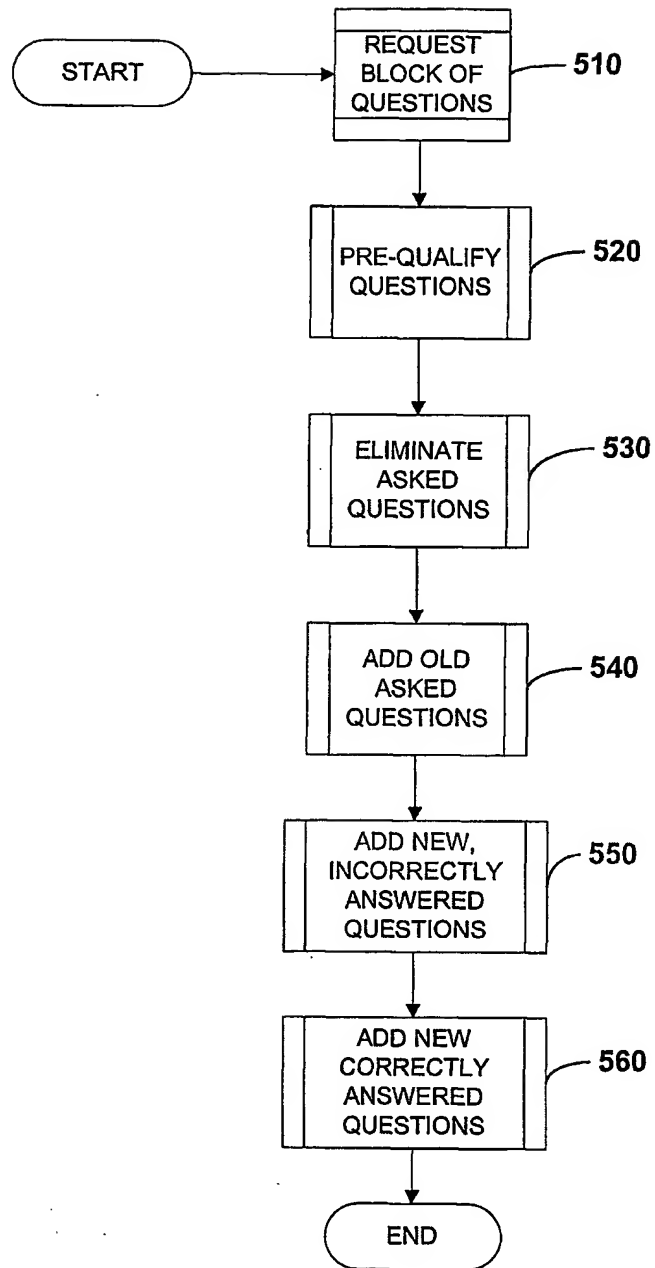 START
REQUEST
BLOCK OF
QUESTIONS
510
PRE-QUALIFY
QUESTIONS
520
ELIMINATE
ASKED
QUESTIONS
530
ADD OLD
ASKED
QUESTIONS
540
ADD NEW,
INCORRECTLY
ANSWERED
QUESTIONS
550
ADD NEW
CORRECTLY
ANSWERED
QUESTIONS
560
END